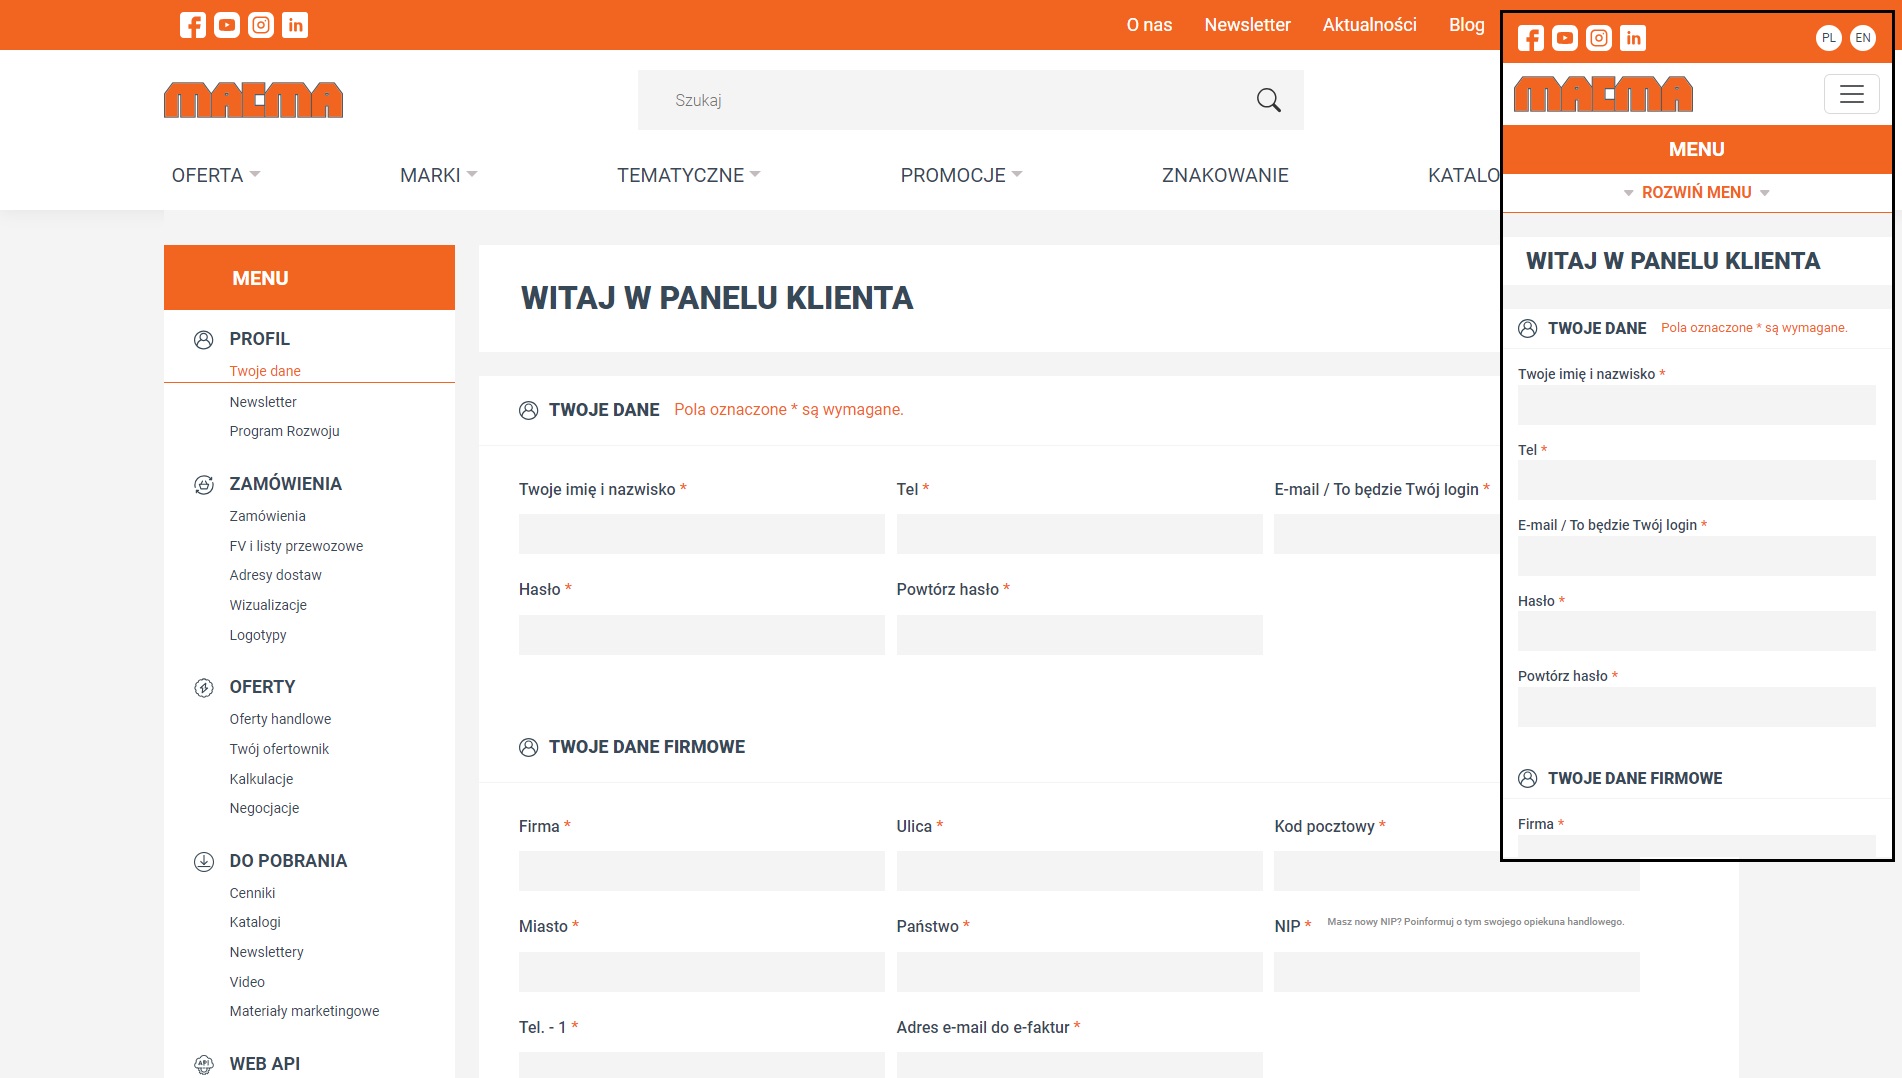 O nas Newsletter Aktualności Blog
MACMA
Szukaj
OFERTA MARKI TEMATYCZNE PROMOCJE ZNAKOWANIE KATALO
MENU
PROFIL
Twoje dane
Newsletter
Program Rozwoju
ZAMÓWIENIA
Zamówienia
FV i listy przewozowe
Adresy dostaw
Wizualizacje
Logotypy
OFERTY
Oferty handlowe
Twój ofertownik
Kalkulacje
Negocjacje
DO POBRANIA
Cenniki
Katalogi
Newslettery
Video
Materiały marketingowe
API
WEB API
WITAJ W PANELU KLIENTA
TWOJE DANE Pola oznaczone * są wymagane.
Twoje imię i nazwisko * Tel * E-mail / To będzie Twój login *
Hasło * Powtórz hasło *
TWOJE DANE FIRMOWE
Firma * Ulica * Kod pocztowy *
Miasto * Państwo * NIP * Masz nowy NIP? Poinformuj o tym swojego opiekuna handlowego.
Tel. - 1 * Adres e-mail do e-faktur *
PL EN
MACMA
MENU
ROZWIŃ MENU
WITAJ W PANELU KLIENTA
TWOJE DANE Pola oznaczone * są wymagane.
Twoje imię i nazwisko *
Tel *
E-mail / To będzie Twój login *
Hasło *
Powtórz hasło *
TWOJE DANE FIRMOWE
Firma *